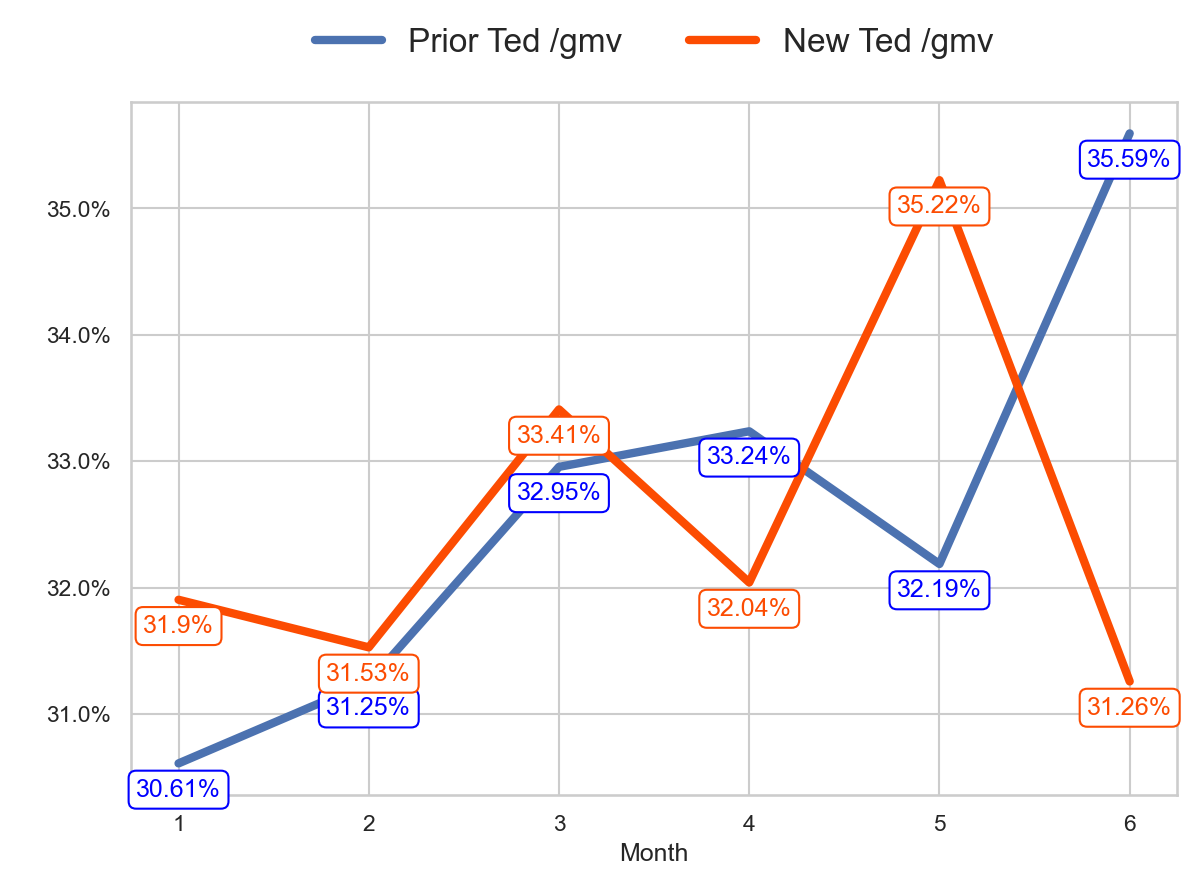 Prior Ted /gmv New Ted /gmv
35.59%
35.0% 35.22%
34.0%
33.41%
33.0% 33.24%
32.95%
32.0% 32.19%
31.9% 32.04%
31.53%
31.0% 31.25% 31.26%
30.61%
1 2 3 4 5 6
Month